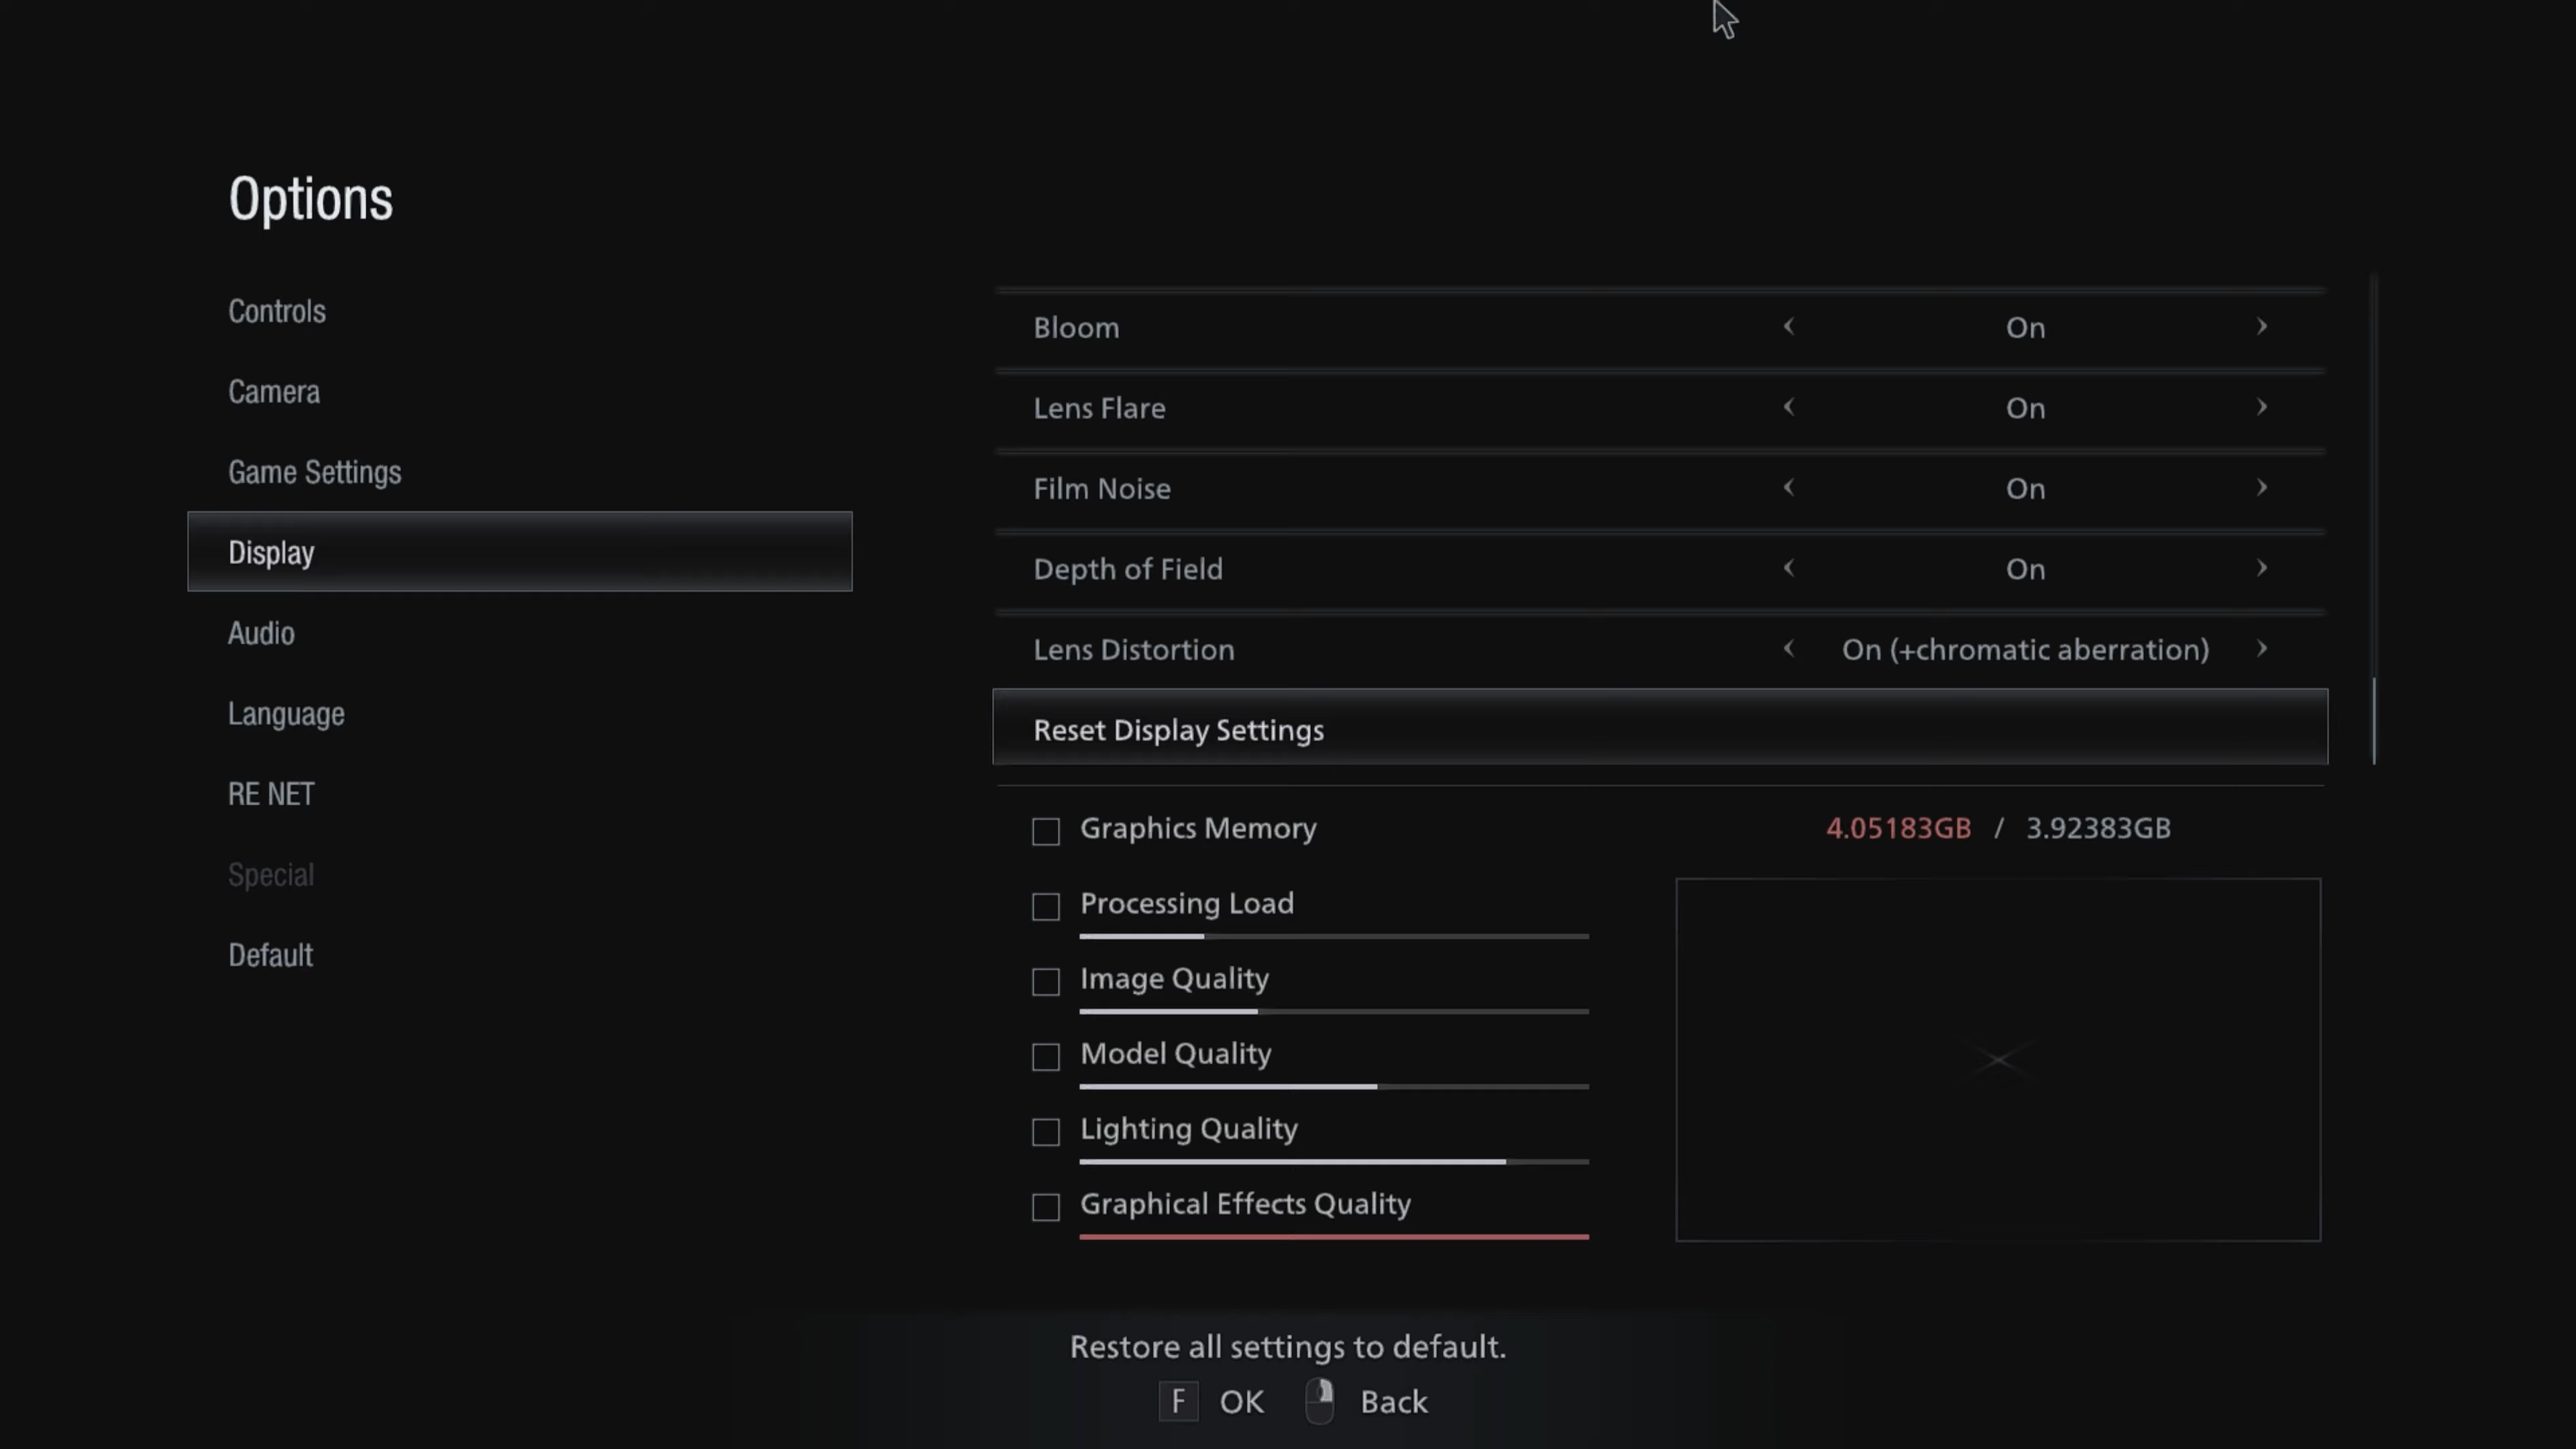 Options
Controls
Camera
Game Settings
Display
Audio
Language
RE NET
Special
Default
Bloom On
Lens Flare On
Film Noise On
Depth of Field On
Lens Distortion On (+chromatic aberration)
Reset Display Settings
Graphics Memory 4.05183GB / 3.92383GB
Processing Load
Image Quality
Model Quality
Lighting Quality
Graphical Effects Quality
Restore all settings to default.
F OK Back